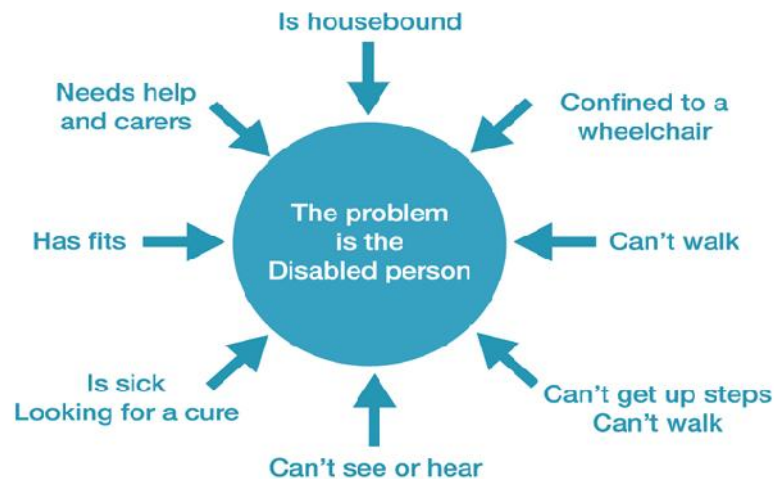 Is housebound
Needs help
and carers
Confined to a
wheelchair
The problem
is the
Disabled person
Has fits
Can't walk
Is sick
Looking for a cure
Can't get up steps
Can't walk
Can't see or hear